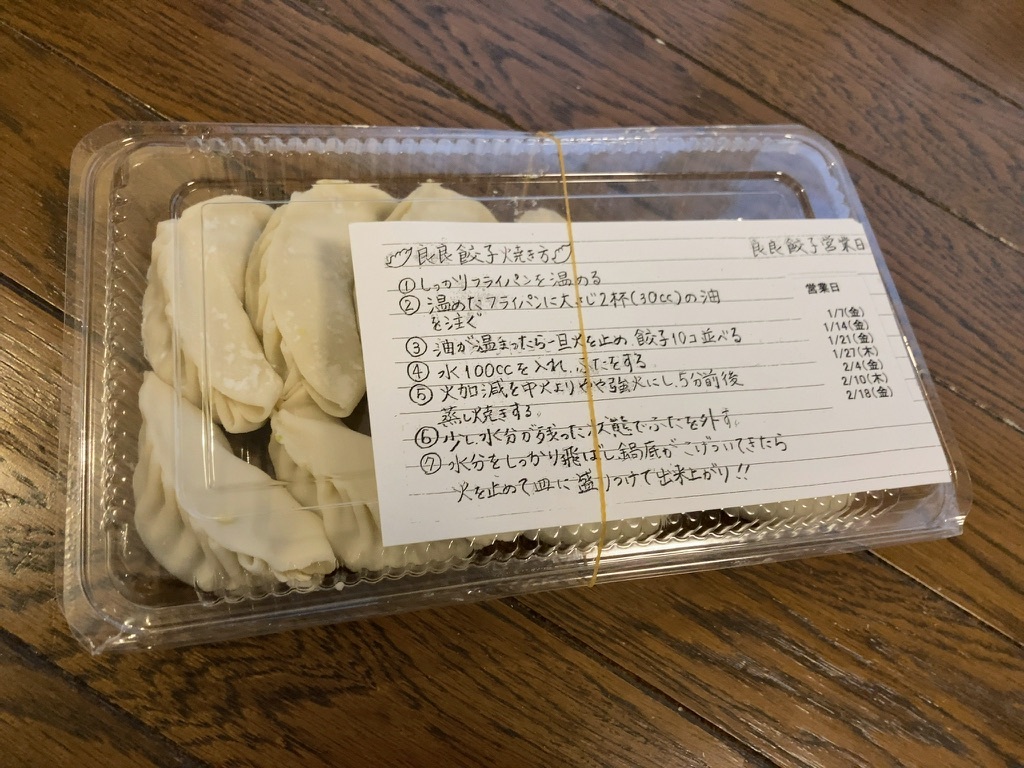 良良餃子焼き方
①しっかりフライパンを温める
②温めたフライパンに大さじ2杯(30cc)の油
を注ぐ
③油が温まったら一旦火を止め、餃子10コ並べる
④水100ccを入れ、ふたをする
⑤火加減を中火よりやや強火にし、5分前後
蒸し焼きする。
⑥少し水分が残った状態でふたを外す。
⑦水分をしっかり飛ばし、鍋底がこげついてきたら
火を止めて皿に盛りつけて出来上がり!!
良良餃子営業日
営業日
1/7(金)
1/14(金)
1/21(金)
1/27(木)
2/4(金)
2/10(木)
2/18(金)